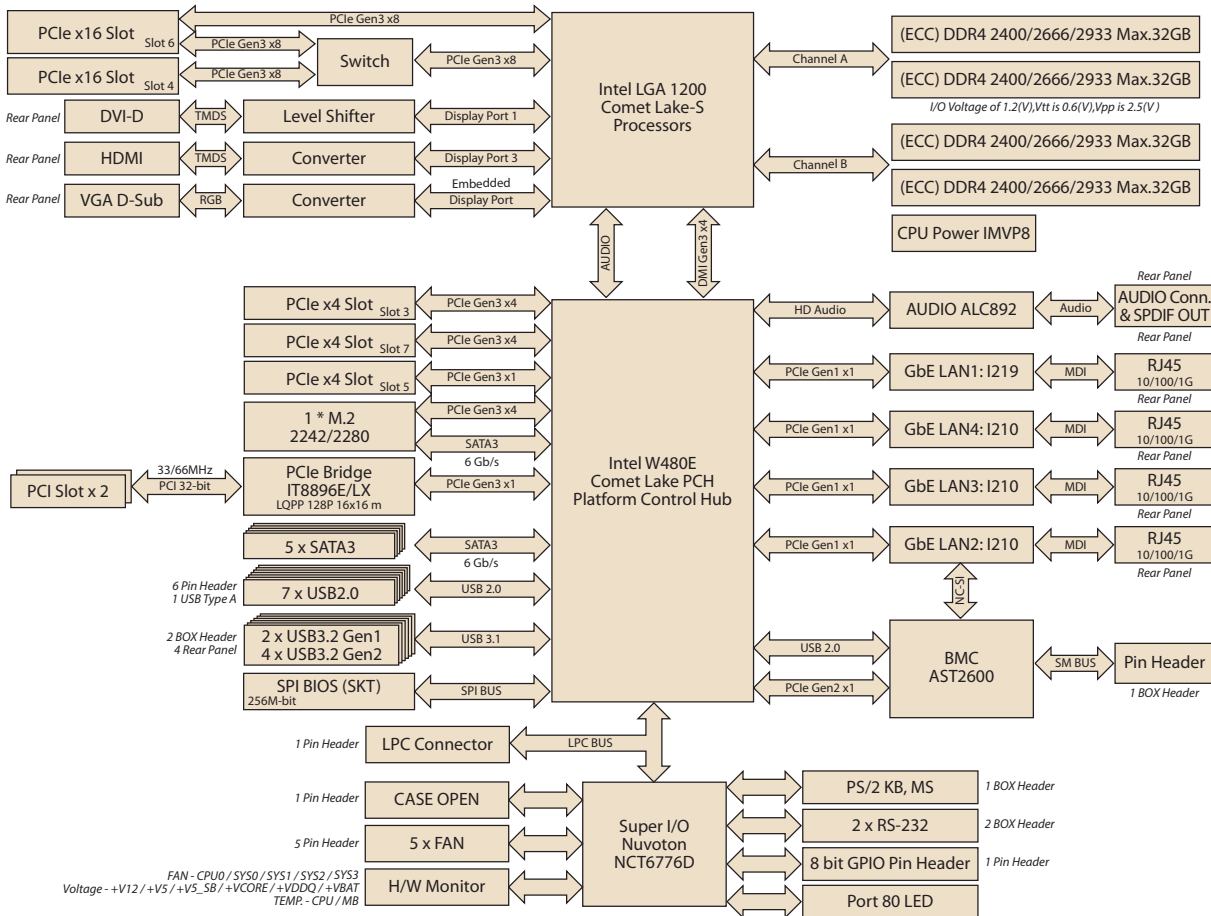 PCIe x16 Slot
Slot 6
PCIe Gen3 x8
PCIe Gen3 x8
PCIe x16 Slot
Slot 4
PCIe Gen3 x8
Switch
PCIe Gen3 x8
Rear Panel
DVI-D
TMDS
Level Shifter
Display Port 1
Rear Panel
HDMI
TMDS
Converter
Display Port 3
Rear Panel
VGA D-Sub
RGB
Converter
Embedded
Display Port
Intel LGA 1200
Comet Lake-S
Processors
Channel A
(ECC) DDR4 2400/2666/2933 Max.32GB
(ECC) DDR4 2400/2666/2933 Max.32GB
I/O Voltage of 1.2(V),Vtt is 0.6(V),Vpp is 2.5(V )
Channel B
(ECC) DDR4 2400/2666/2933 Max.32GB
(ECC) DDR4 2400/2666/2933 Max.32GB
CPU Power IMVP8
AUDIO
DMI Gen3 x4
PCIe x4 Slot
Slot 3
PCIe Gen3 x4
PCIe x4 Slot
Slot 7
PCIe Gen3 x4
PCIe x4 Slot
Slot 5
PCIe Gen3 x1
1 * M.2
2242/2280
PCIe Gen3 x4
SATA3
6 Gb/s
PCI Slot x 2
33/66MHz
PCI 32-bit
PCIe Bridge
IT8896E/LX
LQPP 128P 16x16 m
PCIe Gen3 x1
5 x SATA3
SATA3
6 Gb/s
6 Pin Header
1 USB Type A
7 x USB2.0
USB 2.0
2 BOX Header
4 Rear Panel
2 x USB3.2 Gen1
4 x USB3.2 Gen2
USB 3.1
SPI BIOS (SKT)
256M-bit
SPI BUS
Intel W480E
Comet Lake PCH
Platform Control Hub
HD Audio
AUDIO ALC892
Audio
Rear Panel
AUDIO Conn.
& SPDIF OUT
Rear Panel
PCIe Gen1 x1
GbE LAN1: I219
MDI
RJ45
10/100/1G
Rear Panel
PCIe Gen1 x1
GbE LAN4: I210
MDI
RJ45
10/100/1G
Rear Panel
PCIe Gen1 x1
GbE LAN3: I210
MDI
RJ45
10/100/1G
Rear Panel
PCIe Gen1 x1
GbE LAN2: I210
MDI
RJ45
10/100/1G
Rear Panel
NC-SI
USB 2.0
PCIe Gen2 x1
BMC
AST2600
SM BUS
Pin Header
1 BOX Header
1 Pin Header
LPC Connector
LPC BUS
1 Pin Header
CASE OPEN
5 Pin Header
5 x FAN
FAN - CPU0 / SYS0 / SYS1 / SYS2 / SYS3
Voltage - +V12 / +V5 / +V5_SB / +VCORE / +VDDQ / +VBAT
TEMP. - CPU / MB
H/W Monitor
Super I/O
Nuvoton
NCT6776D
PS/2 KB, MS
1 BOX Header
2 x RS-232
2 BOX Header
8 bit GPIO Pin Header
1 Pin Header
Port 80 LED